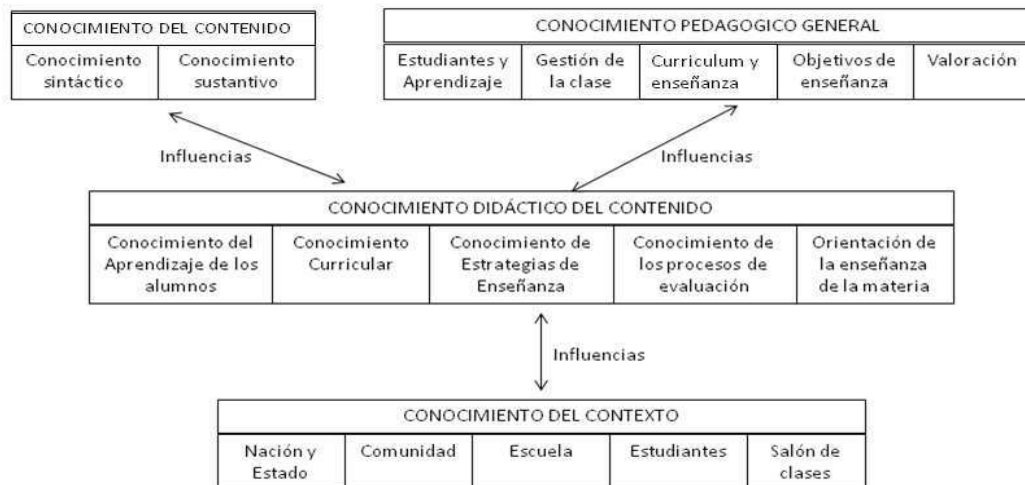 CONOCIMIENTO DEL CONTENIDO
Conocimiento
sintáctico
Conocimiento
sustantivo
CONOCIMIENTO PEDAGOGICO GENERAL
Estudiantes y
Aprendizaje
Gestión de
la clase
Curriculum y
enseñanza
Objetivos de
enseñanza
Valoración
Influencias
Influencias
CONOCIMIENTO DIDÁCTICO DEL CONTENIDO
Conocimiento del
Aprendizaje de los
alumnos
Conocimiento
Curricular
Conocimiento de
Estrategias de
Enseñanza
Conocimiento de
los procesos de
evaluación
Orientación de
la enseñanza
de la materia
Influencias
CONOCIMIENTO DEL CONTEXTO
Nación y
Estado
Comunidad
Escuela
Estudiantes
Salón de
clases